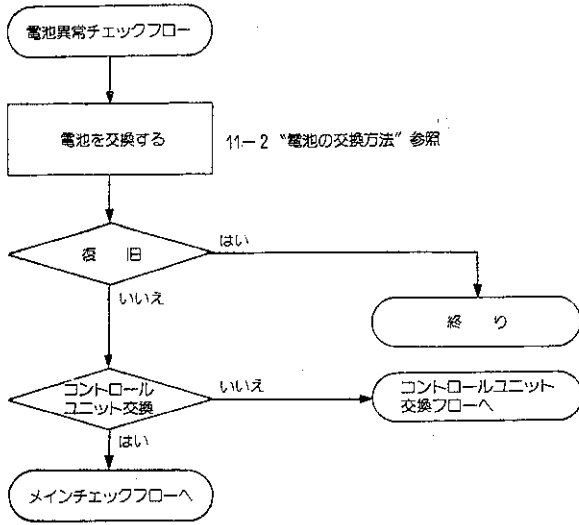 電池異常チェックフロー
電池を交換する
11-2 “電池の交換方法” 参照
復　旧
はい
いいえ
終　り
コントロール
ユニット交換
いいえ
コントロールユニット
交換フローへ
はい
メインチェックフローへ